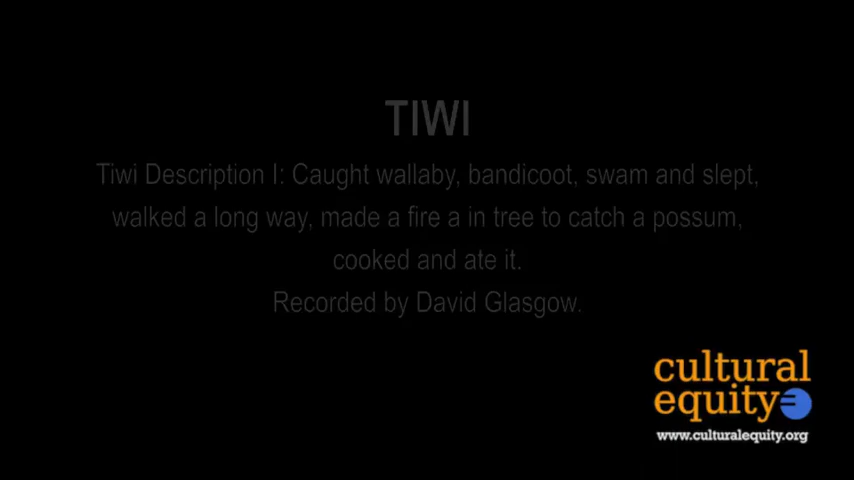 TIWI
Tiwi Description I: Caught wallaby, bandicoot, swam and slept,
walked a long way, made a fire a in tree to catch a possum,
cooked and ate it.
Recorded by David Glasgow.
cultural
equity
www.culturalequity.org